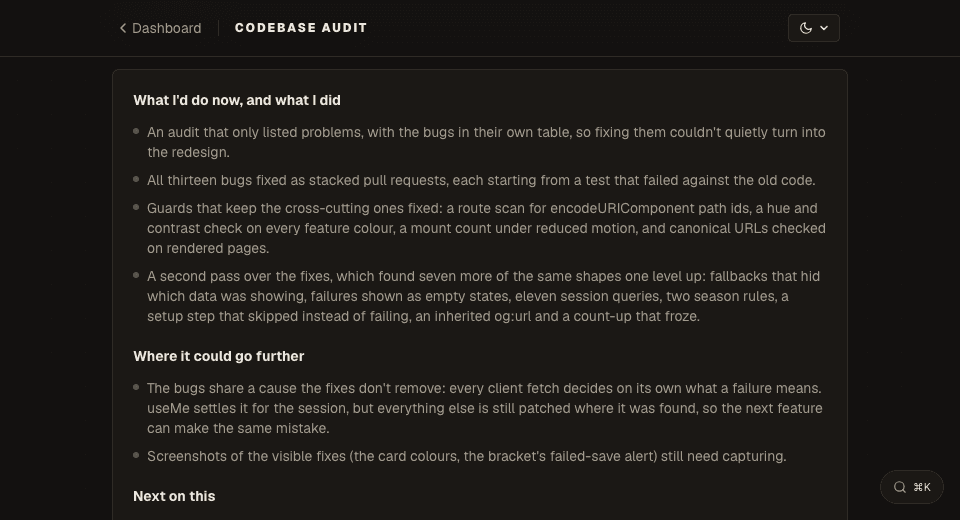 Dashboard
CODEBASE AUDIT
What I'd do now, and what I did
An audit that only listed problems, with the bugs in their own table, so fixing them couldn't quietly turn into
the redesign.
All thirteen bugs fixed as stacked pull requests, each starting from a test that failed against the old code.
Guards that keep the cross-cutting ones fixed: a route scan for encodeURIComponent path ids, a hue and
contrast check on every feature colour, a mount count under reduced motion, and canonical URLs checked
on rendered pages.
A second pass over the fixes, which found seven more of the same shapes one level up: fallbacks that hid
which data was showing, failures shown as empty states, eleven session queries, two season rules, a
setup step that skipped instead of failing, an inherited og:url and a count-up that froze.
Where it could go further
The bugs share a cause the fixes don't remove: every client fetch decides on its own what a failure means.
useMe settles it for the session, but everything else is still patched where it was found, so the next feature
can make the same mistake.
Screenshots of the visible fixes (the card colours, the bracket's failed-save alert) still need capturing.
⌘K
Next on this